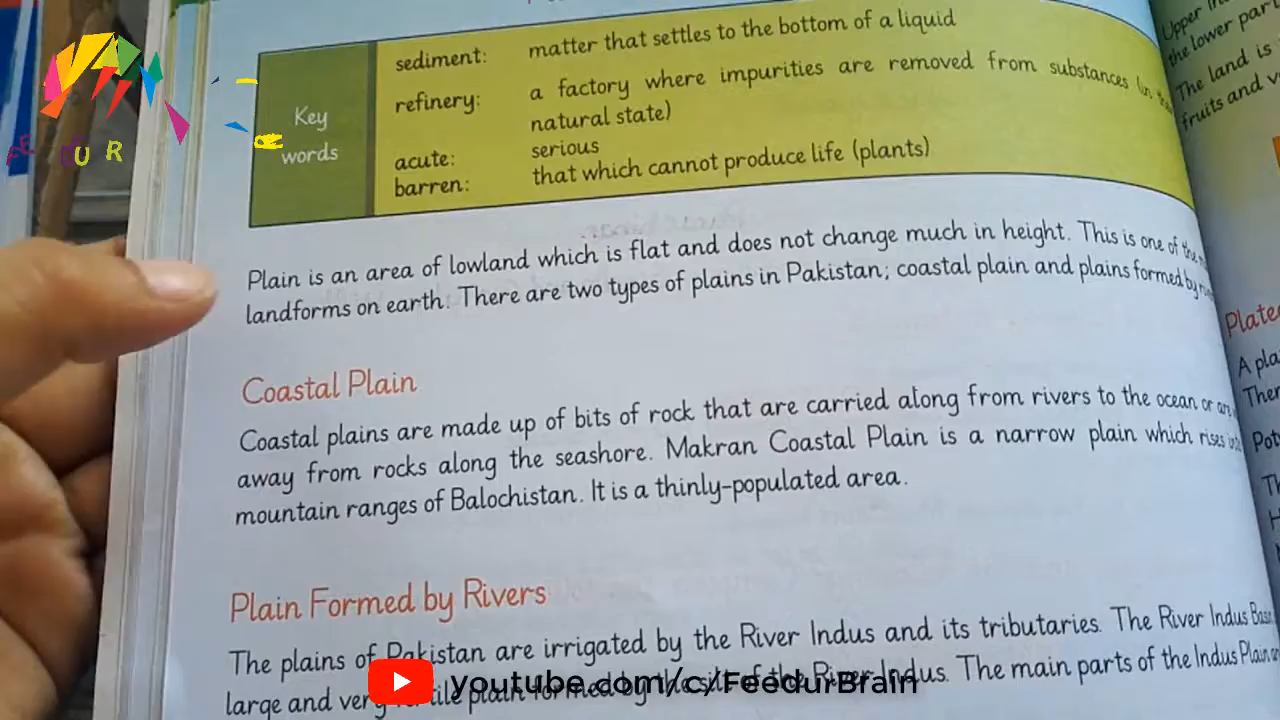 FEEDUR
Key words
sediment: matter that settles to the bottom of a liquid
refinery: a factory where impurities are removed from substances (in
natural state)
acute: serious
barren: that which cannot produce life (plants)
Plain is an area of lowland which is flat and does not change much in height. This is one of the
landforms on earth. There are two types of plains in Pakistan; coastal plain and plains formed by
Coastal Plain
Coastal plains are made up of bits of rock that are carried along from rivers to the ocean or
away from rocks along the seashore. Makran Coastal Plain is a narrow plain which rises
mountain ranges of Balochistan. It is a thinly-populated area.
Plain Formed by Rivers
The plains of Pakistan are irrigated by the River Indus and its tributaries. The River Indus
large and very fertile plain formed by the silt of the River Indus. The main parts of the Indus Plain
youtube.com/c/FeedurBrain
Upper
the lower part
The land is
fruits and
A